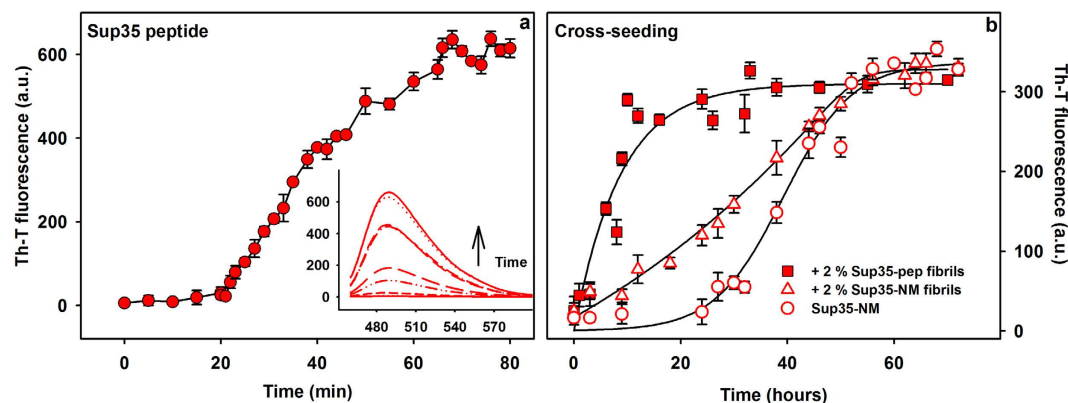 Sup35 peptide
a
Th-T fluorescence (a.u.)
600
400
200
0
0 20 40 60 80
Time (min)
600
400
200
0
480 510 540 570
Time
Cross-seeding
b
Th-T fluorescence (a.u.)
300
200
100
0
0 20 40 60
Time (hours)
+ 2 % Sup35-pep fibrils
+ 2 % Sup35-NM fibrils
Sup35-NM